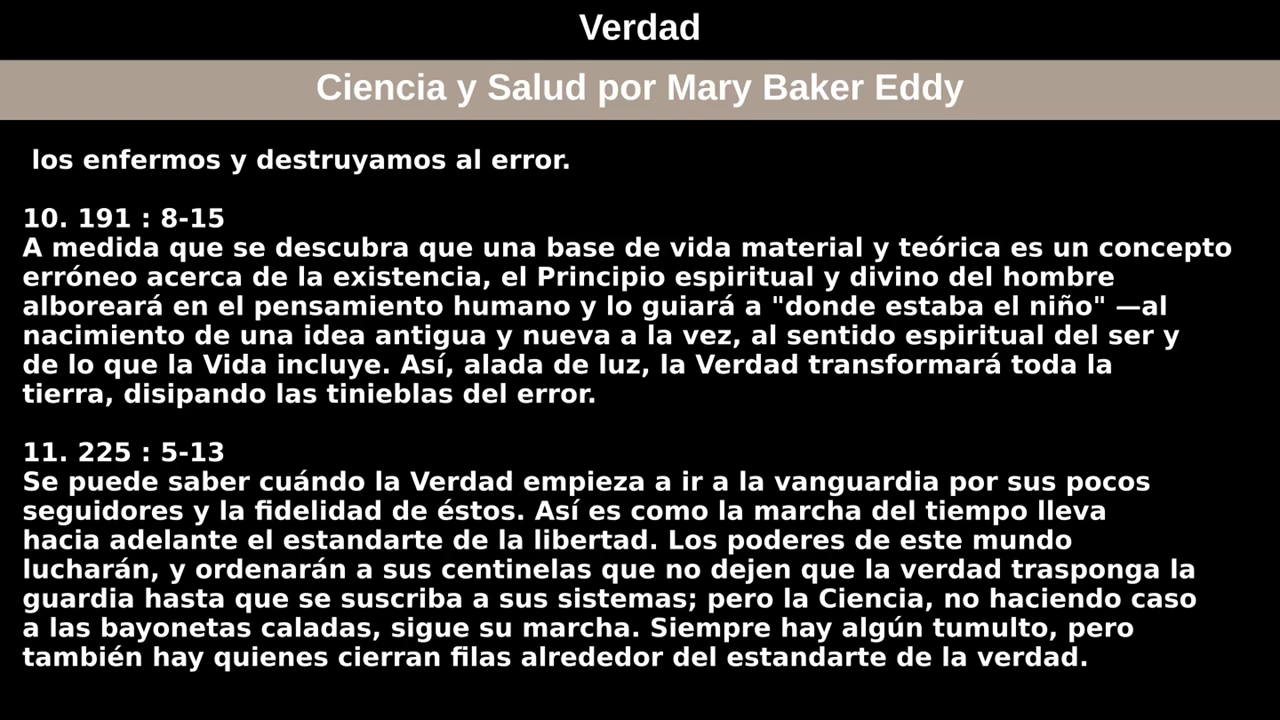 Verdad
Ciencia y Salud por Mary Baker Eddy
los enfermos y destruyamos al error.
10. 191 : 8-15
A medida que se descubra que una base de vida material y teórica es un concepto
erróneo acerca de la existencia, el Principio espiritual y divino del hombre
alboreará en el pensamiento humano y lo guiará a "donde estaba el niño" —al
nacimiento de una idea antigua y nueva a la vez, al sentido espiritual del ser y
de lo que la Vida incluye. Así, alada de luz, la Verdad transformará toda la
tierra, disipando las tinieblas del error.
11. 225 : 5-13
Se puede saber cuándo la Verdad empieza a ir a la vanguardia por sus pocos
seguidores y la fidelidad de éstos. Así es como la marcha del tiempo lleva
hacia adelante el estandarte de la libertad. Los poderes de este mundo
lucharán, y ordenarán a sus centinelas que no dejen que la verdad trasponga la
guardia hasta que se suscriba a sus sistemas; pero la Ciencia, no haciendo caso
a las bayonetas caladas, sigue su marcha. Siempre hay algún tumulto, pero
también hay quienes cierran filas alrededor del estandarte de la verdad.